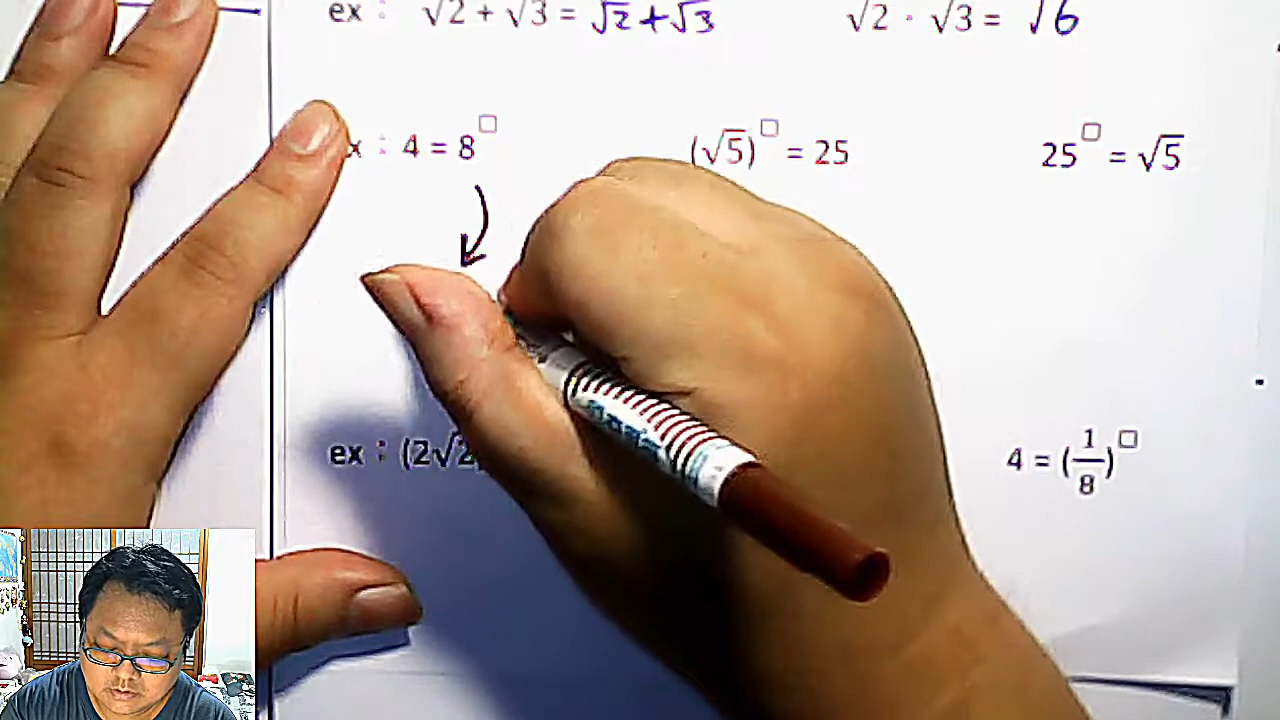 ex : √2 + √3 = √2+√3 √2 · √3 = √6
x : 4 = 8^□ (√5)^□ = 25 25^□ = √5
ex : (2√2 4 = (1/8)^□